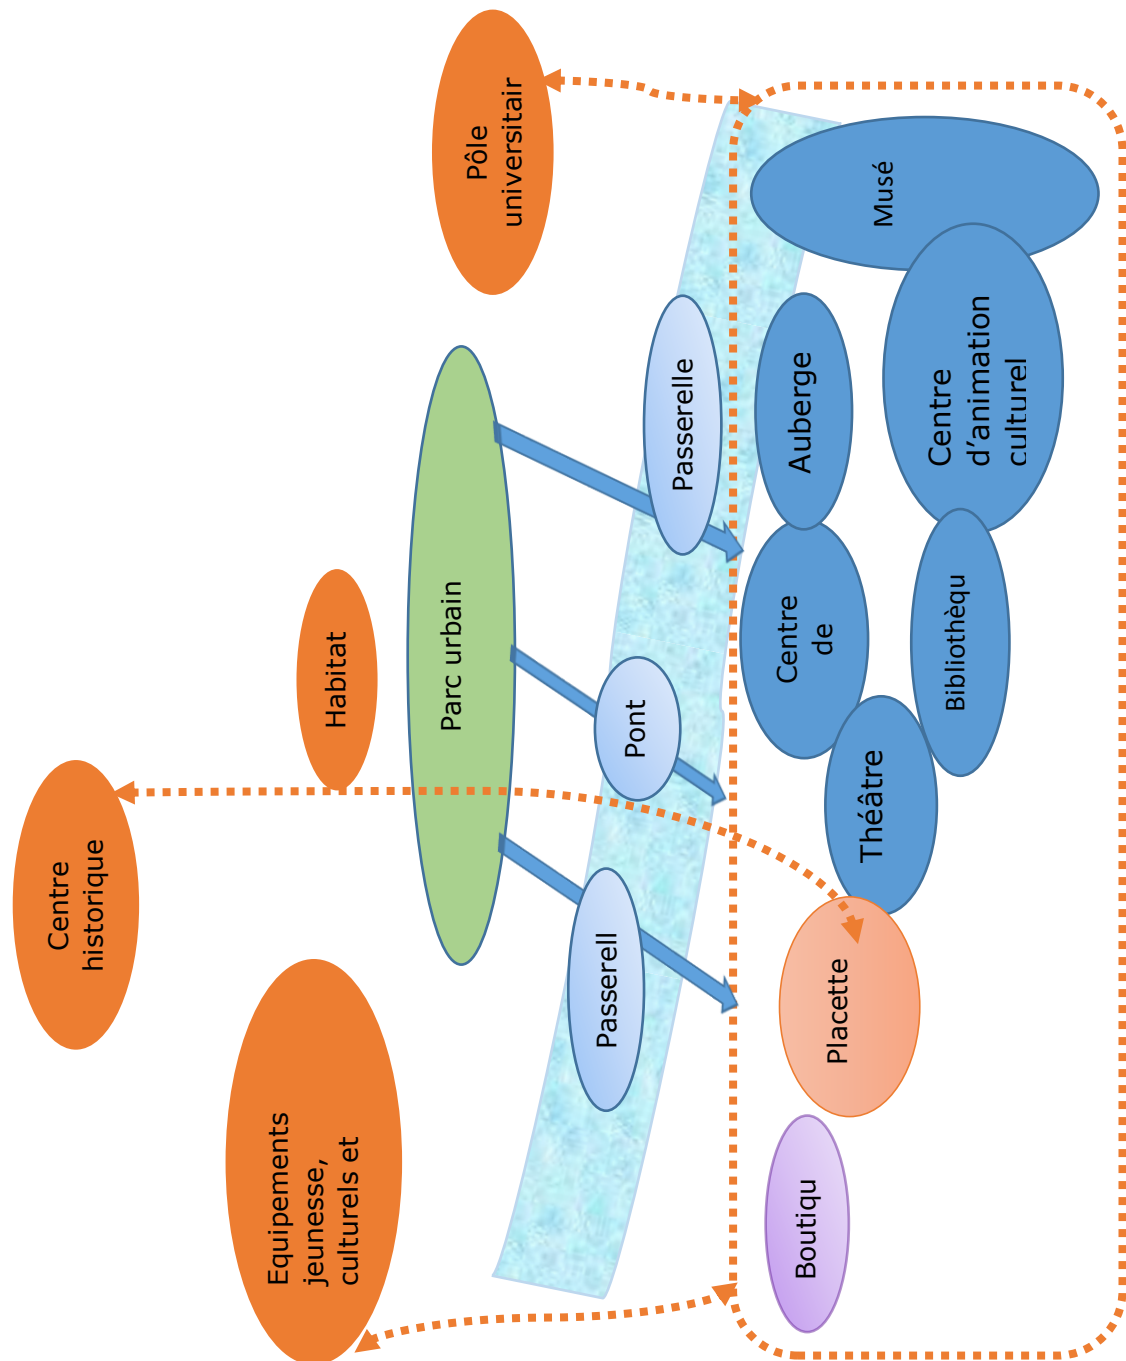 Centre
historique
Equipements
jeunesse,
culturels et
Habitat
Parc urbain
Pôle
universitair
Passerell
Pont
Passerelle
Boutiqu
Placette
Théâtre
Centre
de
Auberge
Musé
Bibliothèqu
Centre
d’animation
culturel